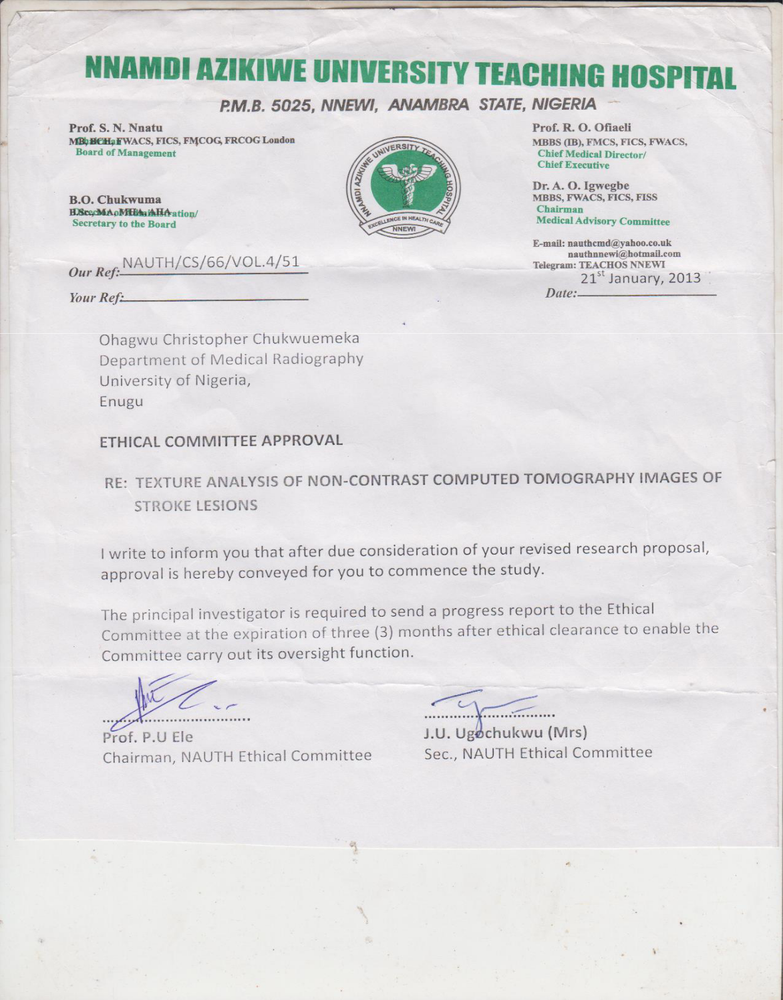 NNAMDI AZIKIWE UNIVERSITY TEACHING HOSPITAL
P.M.B. 5025, NNEWI, ANAMBRA STATE, NIGERIA
Prof. S. N. Nnatu
MB, BCH, FWACS, FICS, FMCOG, FRCOG London
Board of Management
B.O. Chukwuma
B.Sc., MA, MHA, AHA
Secretary to the Board
NNAMDI AZIKIWE UNIVERSITY TEACHING HOSPITAL
EXCELLENCE IN HEALTH CARE
NNEWI
Prof. R. O. Ofiaeli
MBBS (IB), FMCS, FICS, FWACS,
Chief Medical Director/
Chief Executive
Dr. A. O. Igwegbe
MBBS, FWACS, FICS, FISS
Chairman
Medical Advisory Committee
E-mail: nauthcmd@yahoo.co.uk
nauthnnewi@hotmail.com
Telegram: TEACHOS NNEWI
Our Ref: NAUTH/CS/66/VOL.4/51
Your Ref:
Date: 21st January, 2013
Ohagwu Christopher Chukwuemeka
Department of Medical Radiography
University of Nigeria,
Enugu
ETHICAL COMMITTEE APPROVAL
RE: TEXTURE ANALYSIS OF NON-CONTRAST COMPUTED TOMOGRAPHY IMAGES OF
STROKE LESIONS
I write to inform you that after due consideration of your revised research proposal,
approval is hereby conveyed for you to commence the study.
The principal investigator is required to send a progress report to the Ethical
Committee at the expiration of three (3) months after ethical clearance to enable the
Committee carry out its oversight function.
Prof. P.U Ele
Chairman, NAUTH Ethical Committee
J.U. Ugochukwu (Mrs)
Sec., NAUTH Ethical Committee